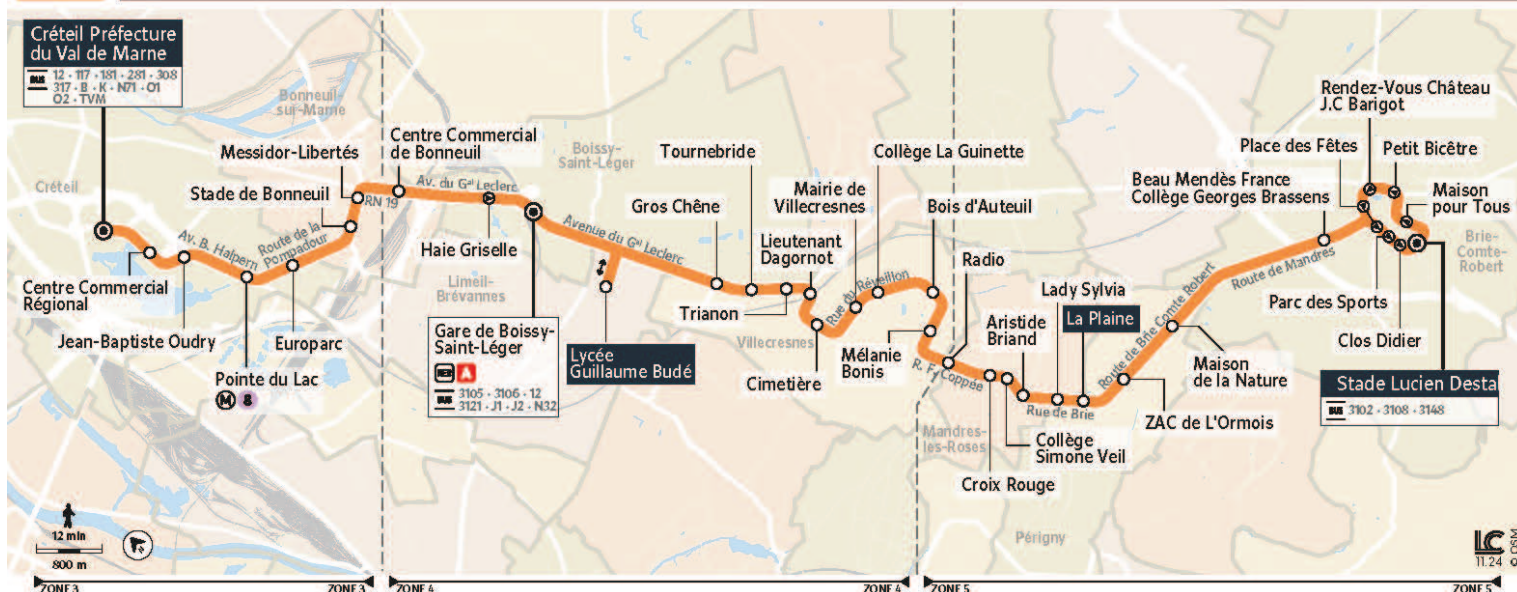 Créteil Préfecture
du Val de Marne
BUS 12 · 117 · 181 · 281 · 308
317 · B · K · N71 · O1
O2 · TVM
Bonneuil-
sur-Marne
Créteil
Messidor-Libertés
Stade de Bonneuil
Centre Commercial
de Bonneuil
RN 19
Av. du Gal Leclerc
Boissy-
Saint-Léger
Haie Griselle
Av. B. Halpern
Route de la
Pompadour
Centre Commercial
Régional
Jean-Baptiste Oudry
Europarc
Pointe du Lac
M 8
Limeil-
Brévannes
Gare de Boissy-
Saint-Léger
RER A
BUS 3105 · 3106 · 12
3121 · J1 · J2 · N32
Avenue du Gal Leclerc
Lycée
Guillaume Budé
Gros Chêne
Tournebride
Trianon
Lieutenant
Dagornot
Villecresnes
Cimetière
Mairie de
Villecresnes
Rue du Réveillon
Collège La Guinette
Bois d'Auteuil
Mélanie
Bonis
Radio
R. F. Coppée
Mandres-
les-Roses
Croix Rouge
Aristide
Briand
Collège
Simone Veil
Lady Sylvia
La Plaine
Rue de Brie
Périgny
Route de Brie Comte Robert
ZAC de L'Ormois
Maison
de la Nature
Route de Mandres
Beau Mendès France
Collège Georges Brassens
Place des Fêtes
Rendez-Vous Château
J.C Barigot
Petit Bicêtre
Maison
pour Tous
Brie-
Comte-
Robert
Parc des Sports
Clos Didier
Stade Lucien Destal
BUS 3102 · 3108 · 3148
12 min
800 m
LC
11.24
© OSM
ZONE 3
ZONE 3
ZONE 4
ZONE 4
ZONE 5
ZONE 5